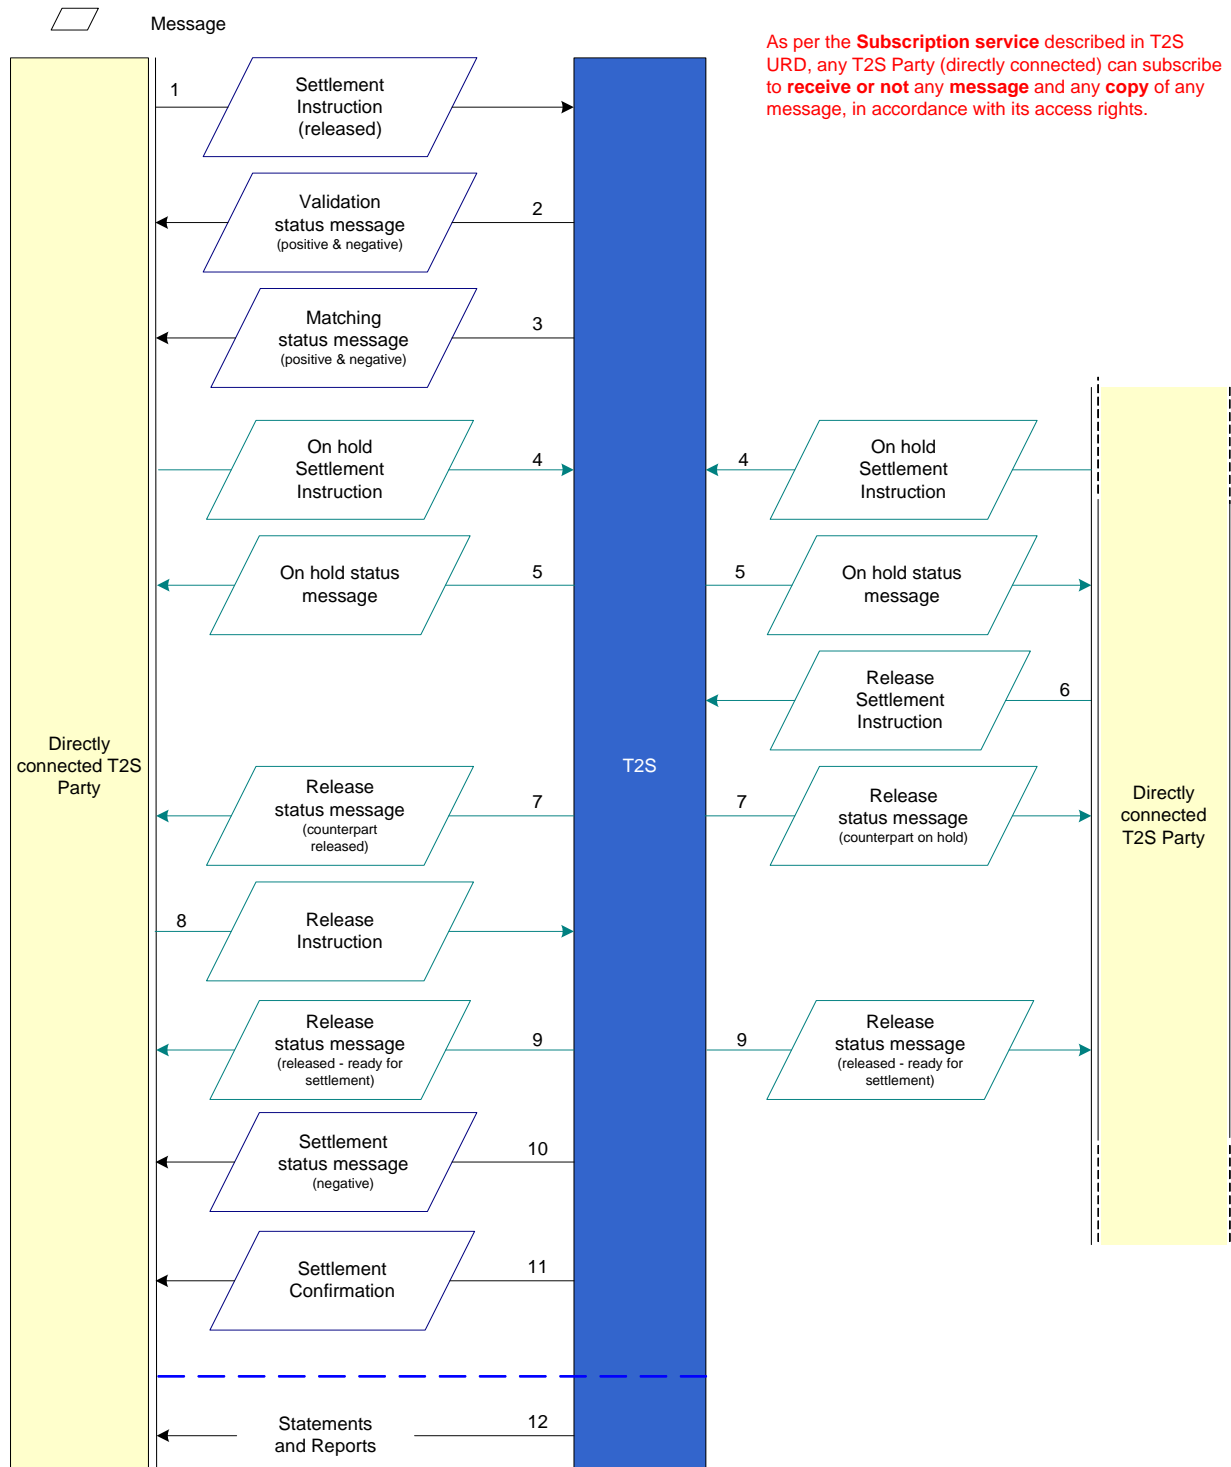 Message
As per the Subscription service described in T2S
URD, any T2S Party (directly connected) can subscribe
to receive or not any message and any copy of any
message, in accordance with its access rights.
1
Settlement
Instruction
(released)
Validation
status message
(positive & negative)
2
Matching
status message
(positive & negative)
3
On hold
Settlement
Instruction
4
4
On hold
Settlement
Instruction
On hold status
message
5
5
On hold status
message
Release
Settlement
Instruction
6
Directly
connected T2S
Party
T2S
Directly
connected
T2S Party
Release
status message
(counterpart
released)
7
7
Release
status message
(counterpart on hold)
8
Release
Instruction
Release
status message
(released - ready for
settlement)
9
9
Release
status message
(released - ready for
settlement)
Settlement
status message
(negative)
10
Settlement
Confirmation
11
Statements
and Reports
12